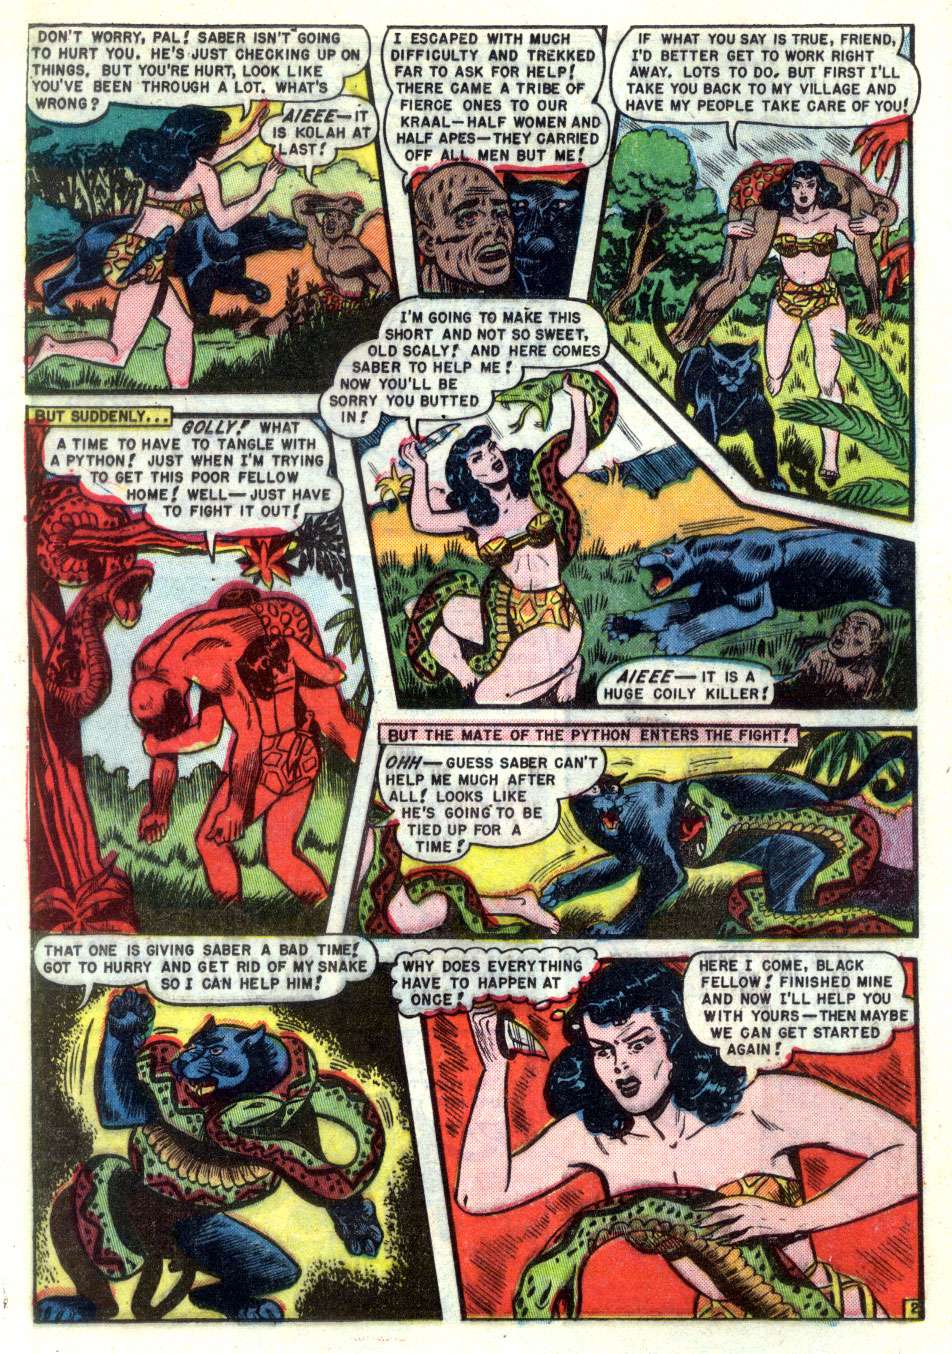 DON'T WORRY, PAL! SABER ISN'T GOING
TO HURT YOU. HE'S JUST CHECKING UP ON
THINGS. BUT YOU'RE HURT, LOOK LIKE
YOU'VE BEEN THROUGH A LOT. WHAT'S
WRONG?
AIEEE—IT
IS KOLAH AT
LAST!
I ESCAPED WITH MUCH
DIFFICULTY AND TREKKED
FAR TO ASK FOR HELP!
THERE CAME A TRIBE OF
FIERCE ONES TO OUR
KRAAL—HALF WOMEN AND
HALF APES—THEY CARRIED
OFF ALL MEN BUT ME!
IF WHAT YOU SAY IS TRUE, FRIEND,
I'D BETTER GET TO WORK RIGHT
AWAY. LOTS TO DO. BUT FIRST I'LL
TAKE YOU BACK TO MY VILLAGE AND
HAVE MY PEOPLE TAKE CARE OF YOU!
BUT SUDDENLY...
GOLLY! WHAT
A TIME TO HAVE TO TANGLE WITH
A PYTHON! JUST WHEN I'M TRYING
TO GET THIS POOR FELLOW
HOME! WELL—JUST HAVE
TO FIGHT IT OUT!
I'M GOING TO MAKE THIS
SHORT AND NOT SO SWEET,
OLD SCALY! AND HERE COMES
SABER TO HELP ME!
NOW YOU'LL BE
SORRY YOU BUTTED
IN!
AIEEE—IT IS A
HUGE COILY KILLER!
BUT THE MATE OF THE PYTHON ENTERS THE FIGHT!
OHH—GUESS SABER CAN'T
HELP ME MUCH AFTER
ALL! LOOKS LIKE
HE'S GOING TO BE
TIED UP FOR A
TIME!
THAT ONE IS GIVING SABER A BAD TIME!
GOT TO HURRY AND GET RID OF MY SNAKE
SO I CAN HELP HIM!
WHY DOES EVERYTHING
HAVE TO HAPPEN AT
ONCE!
HERE I COME, BLACK
FELLOW! FINISHED MINE
AND NOW I'LL HELP YOU
WITH YOURS—THEN MAYBE
WE CAN GET STARTED
AGAIN!
2